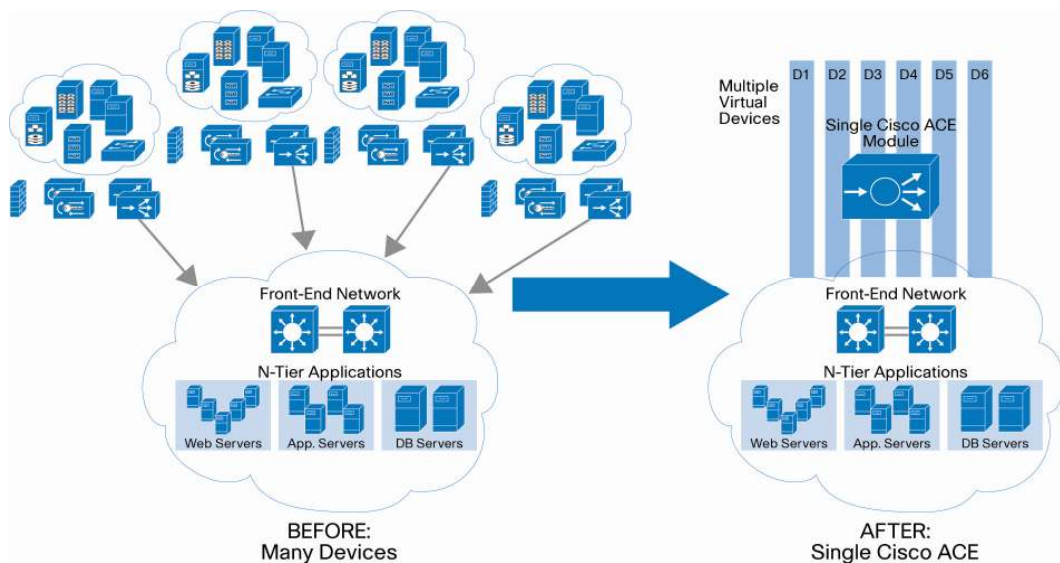 Front-End Network
N-Tier Applications
Web Servers
App. Servers
DB Servers
BEFORE:
Many Devices
Multiple
Virtual
Devices
D1
D2
D3
D4
D5
D6
Single Cisco ACE
Module
Front-End Network
N-Tier Applications
Web Servers
App. Servers
DB Servers
AFTER:
Single Cisco ACE